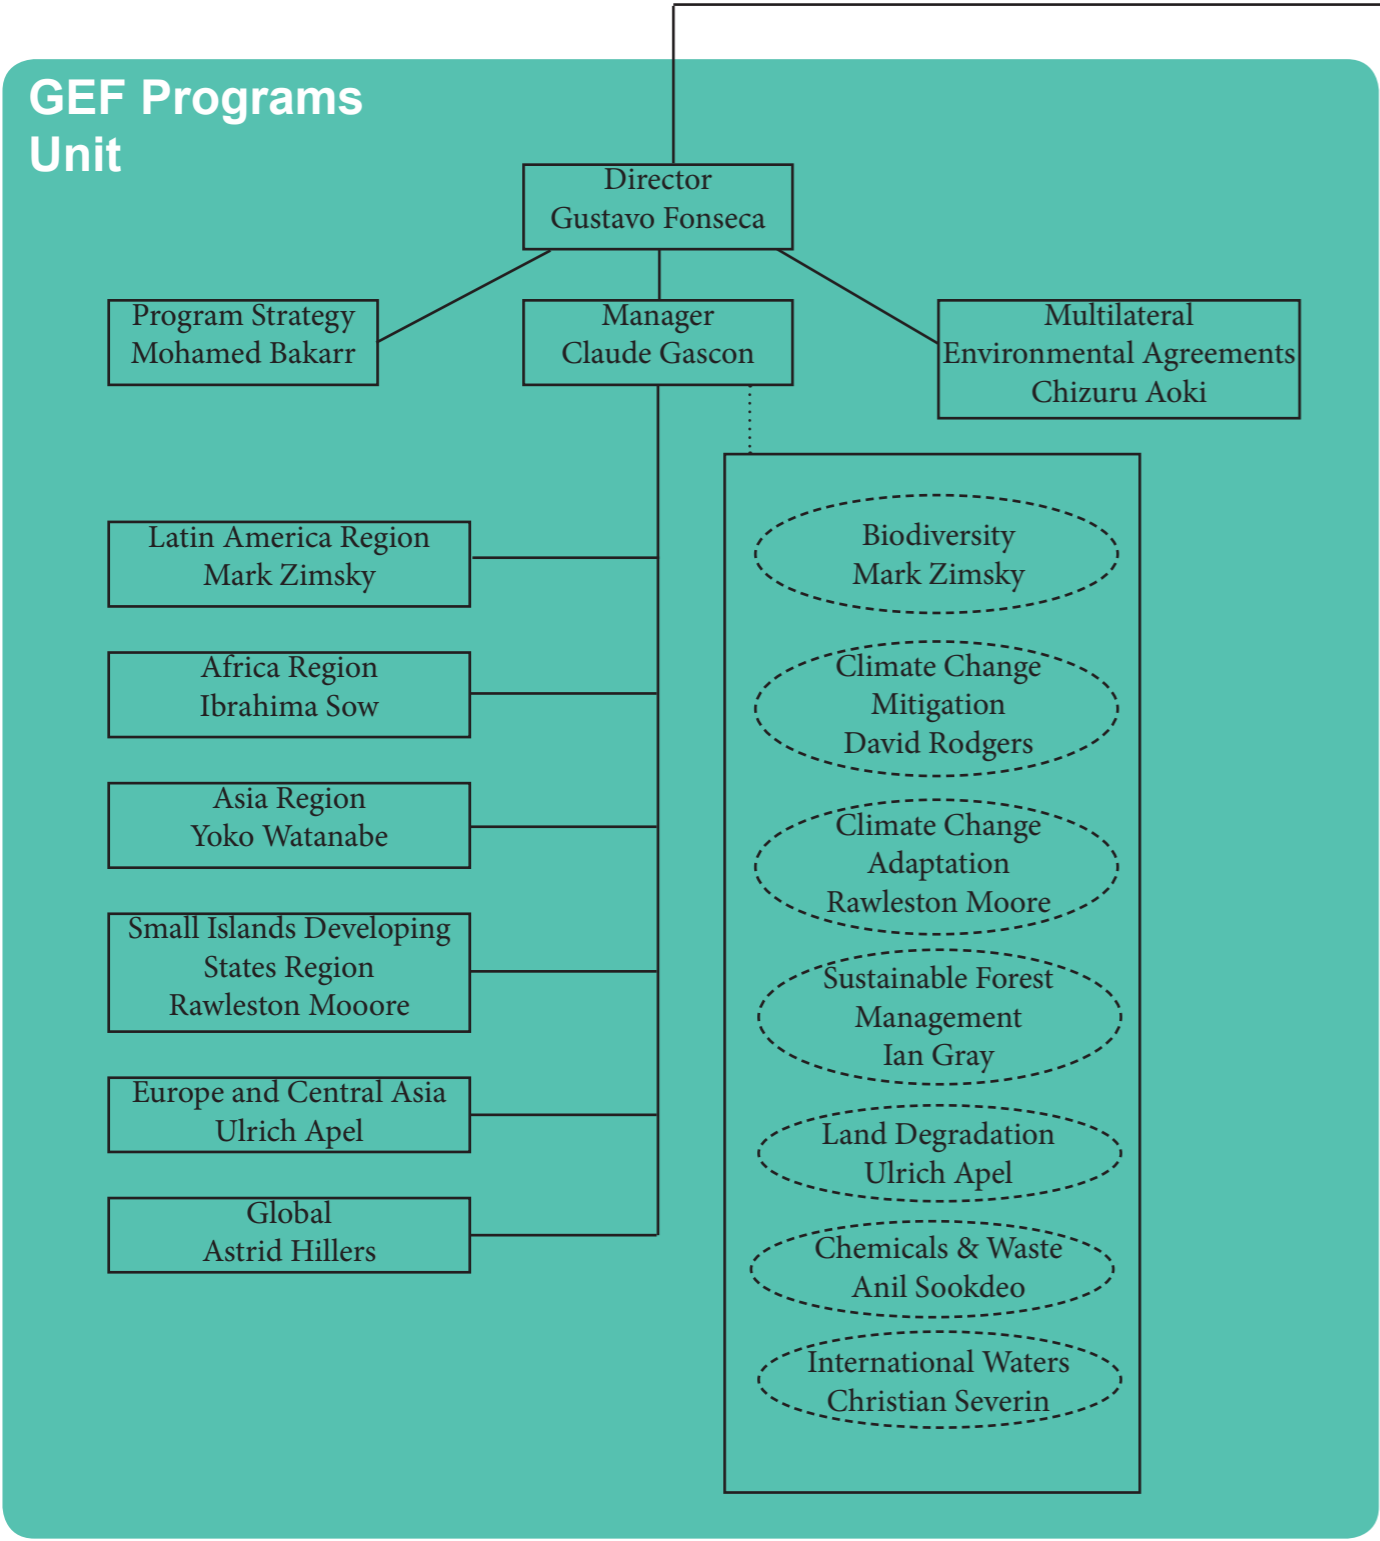 GEF Programs
Unit
Director
Gustavo Fonseca
Program Strategy
Mohamed Bakarr
Manager
Claude Gascon
Multilateral
Environmental Agreements
Chizuru Aoki
Latin America Region
Mark Zimsky
Africa Region
Ibrahima Sow
Asia Region
Yoko Watanabe
Small Islands Developing
States Region
Rawleston Mooore
Europe and Central Asia
Ulrich Apel
Global
Astrid Hillers
Biodiversity
Mark Zimsky
Climate Change
Mitigation
David Rodgers
Climate Change
Adaptation
Rawleston Moore
Sustainable Forest
Management
Ian Gray
Land Degradation
Ulrich Apel
Chemicals & Waste
Anil Sookdeo
International Waters
Christian Severin